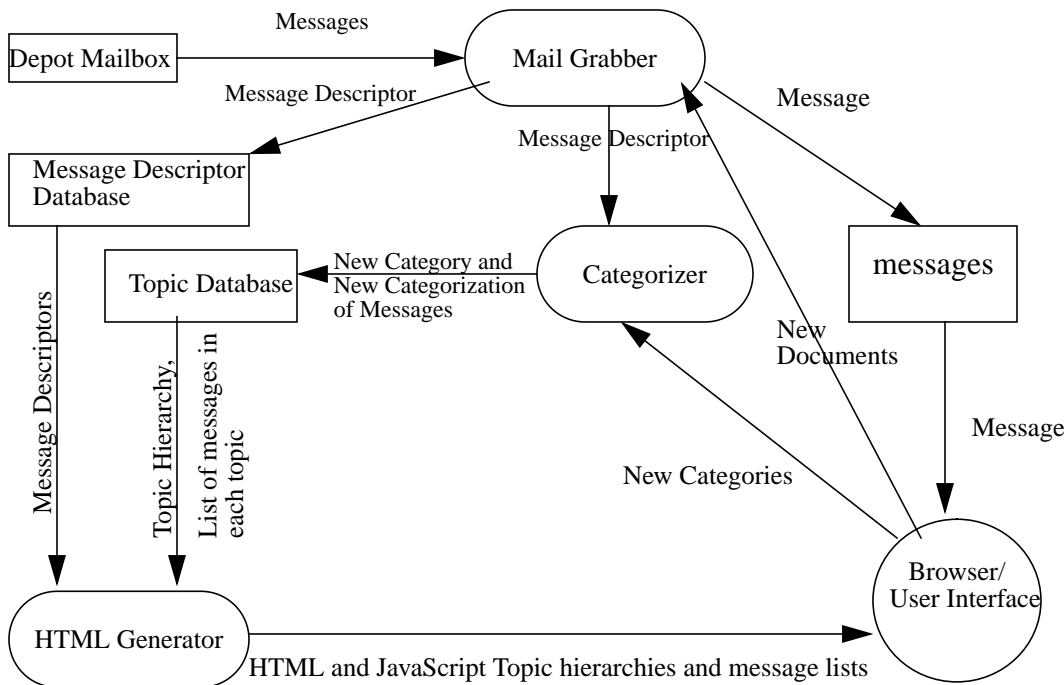 Messages
Depot Mailbox
Mail Grabber
Message Descriptor
Message
Message Descriptor
Message Descriptor
Database
New Category and
New Categorization
of Messages
Topic Database
Categorizer
messages
New
Documents
Message Descriptors
Topic Hierarchy,
List of messages in
each topic
Message
New Categories
Browser/
User Interface
HTML Generator
HTML and JavaScript Topic hierarchies and message lists